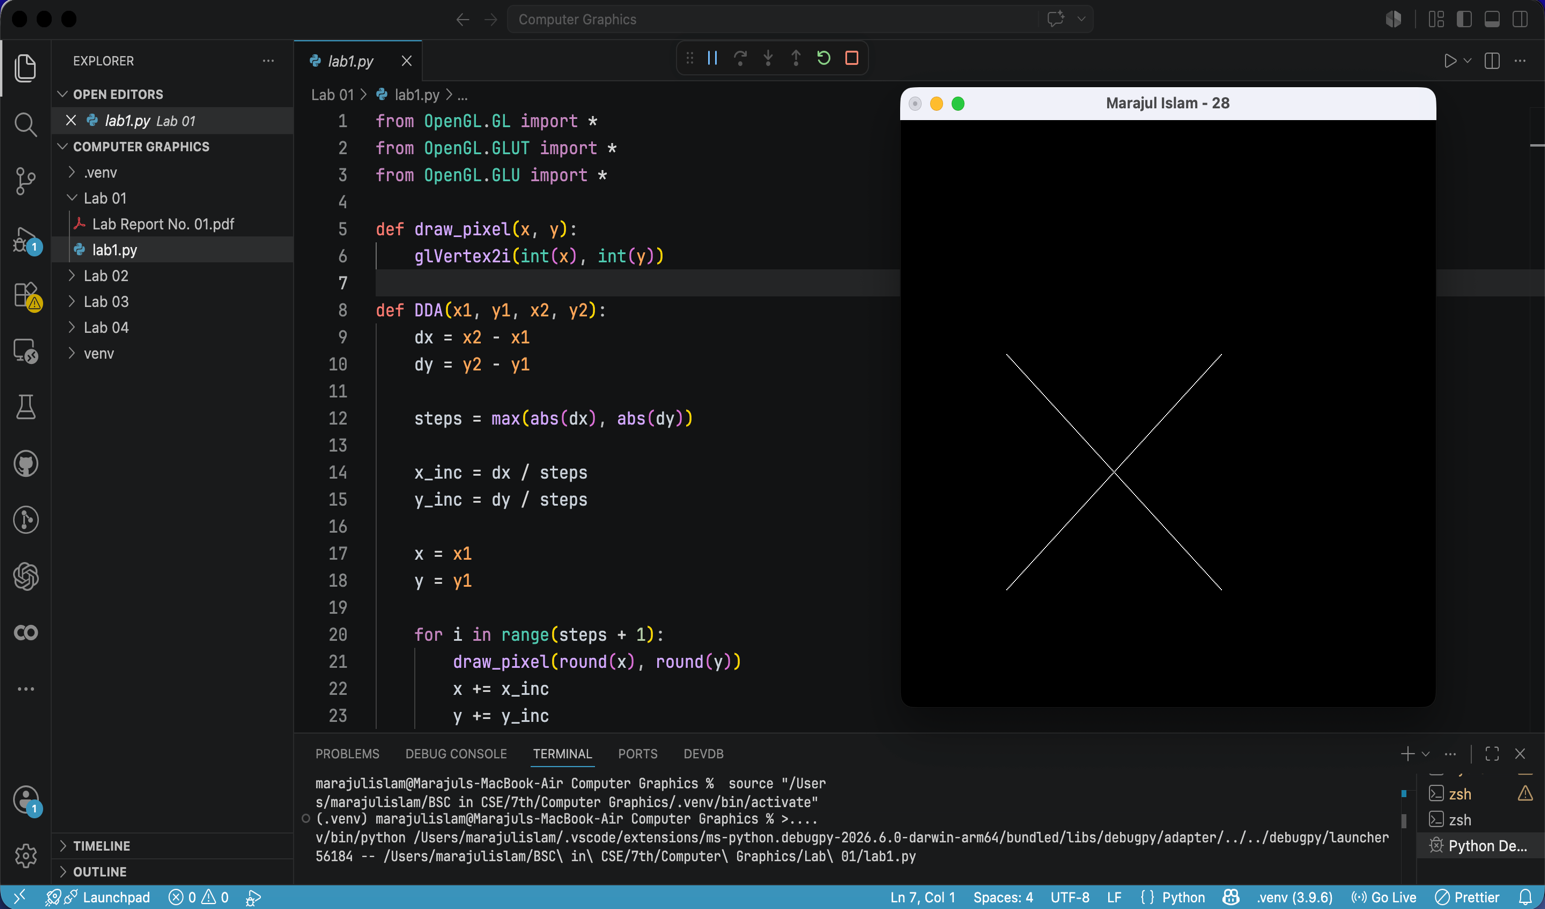 Computer Graphics
EXPLORER
OPEN EDITORS
lab1.py Lab 01
COMPUTER GRAPHICS
.venv
Lab 01
Lab Report No. 01.pdf
lab1.py
Lab 02
Lab 03
Lab 04
venv
TIMELINE
OUTLINE
1
1
lab1.py
Lab 01 > lab1.py > ...
1 from OpenGL.GL import *
2 from OpenGL.GLUT import *
3 from OpenGL.GLU import *
4
5 def draw_pixel(x, y):
6 glVertex2i(int(x), int(y))
7
8 def DDA(x1, y1, x2, y2):
9 dx = x2 - x1
10 dy = y2 - y1
11
12 steps = max(abs(dx), abs(dy))
13
14 x_inc = dx / steps
15 y_inc = dy / steps
16
17 x = x1
18 y = y1
19
20 for i in range(steps + 1):
21 draw_pixel(round(x), round(y))
22 x += x_inc
23 y += y_inc
Marajul Islam - 28
PROBLEMS DEBUG CONSOLE TERMINAL PORTS DEVDB
marajulislam@Marajuls-MacBook-Air Computer Graphics % source "/User
s/marajulislam/BSC in CSE/7th/Computer Graphics/.venv/bin/activate"
(.venv) marajulislam@Marajuls-MacBook-Air Computer Graphics % >....
v/bin/python /Users/marajulislam/.vscode/extensions/ms-python.debugpy-2026.6.0-darwin-arm64/bundled/libs/debugpy/adapter/../../debugpy/launcher
56184 -- /Users/marajulislam/BSC\ in\ CSE/7th/Computer\ Graphics/Lab\ 01/lab1.py
zsh
zsh
Python De...
Launchpad 0 0 Ln 7, Col 1 Spaces: 4 UTF-8 LF { } Python .venv (3.9.6) Go Live Prettier